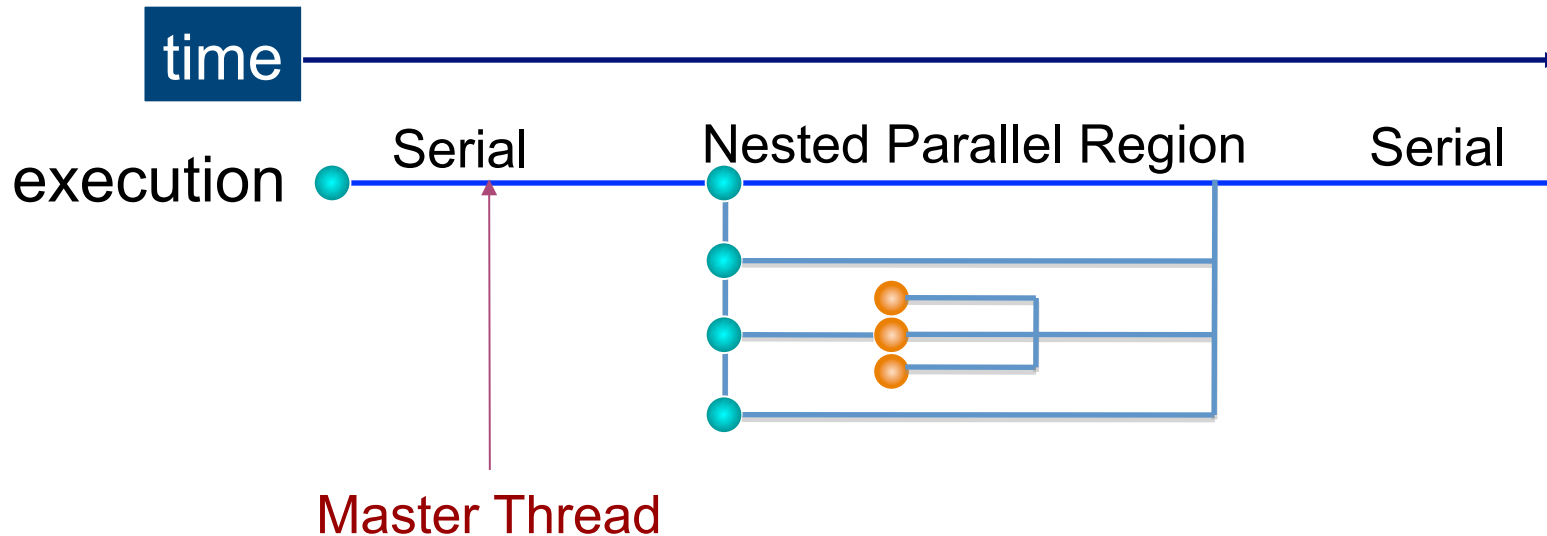 time
Serial
Nested Parallel Region
Serial
execution
Master Thread